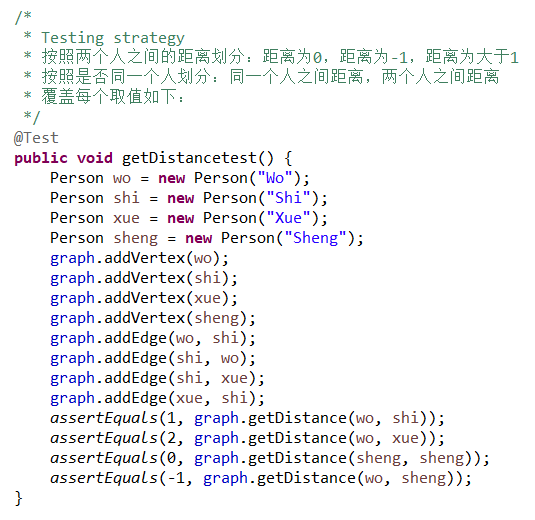 /*
 * Testing strategy
 * 按照两个人之间的距离划分：距离为0，距离为-1，距离为大于1
 * 按照是否同一个人划分：同一个人之间距离，两个人之间距离
 * 覆盖每个取值如下：
 */
@Test
public void getDistancetest() {
    Person wo = new Person("Wo");
    Person shi = new Person("Shi");
    Person xue = new Person("Xue");
    Person sheng = new Person("Sheng");
    graph.addVertex(wo);
    graph.addVertex(shi);
    graph.addVertex(xue);
    graph.addVertex(sheng);
    graph.addEdge(wo, shi);
    graph.addEdge(shi, wo);
    graph.addEdge(shi, xue);
    graph.addEdge(xue, shi);
    assertEquals(1, graph.getDistance(wo, shi));
    assertEquals(2, graph.getDistance(wo, xue));
    assertEquals(0, graph.getDistance(sheng, sheng));
    assertEquals(-1, graph.getDistance(wo, sheng));
}